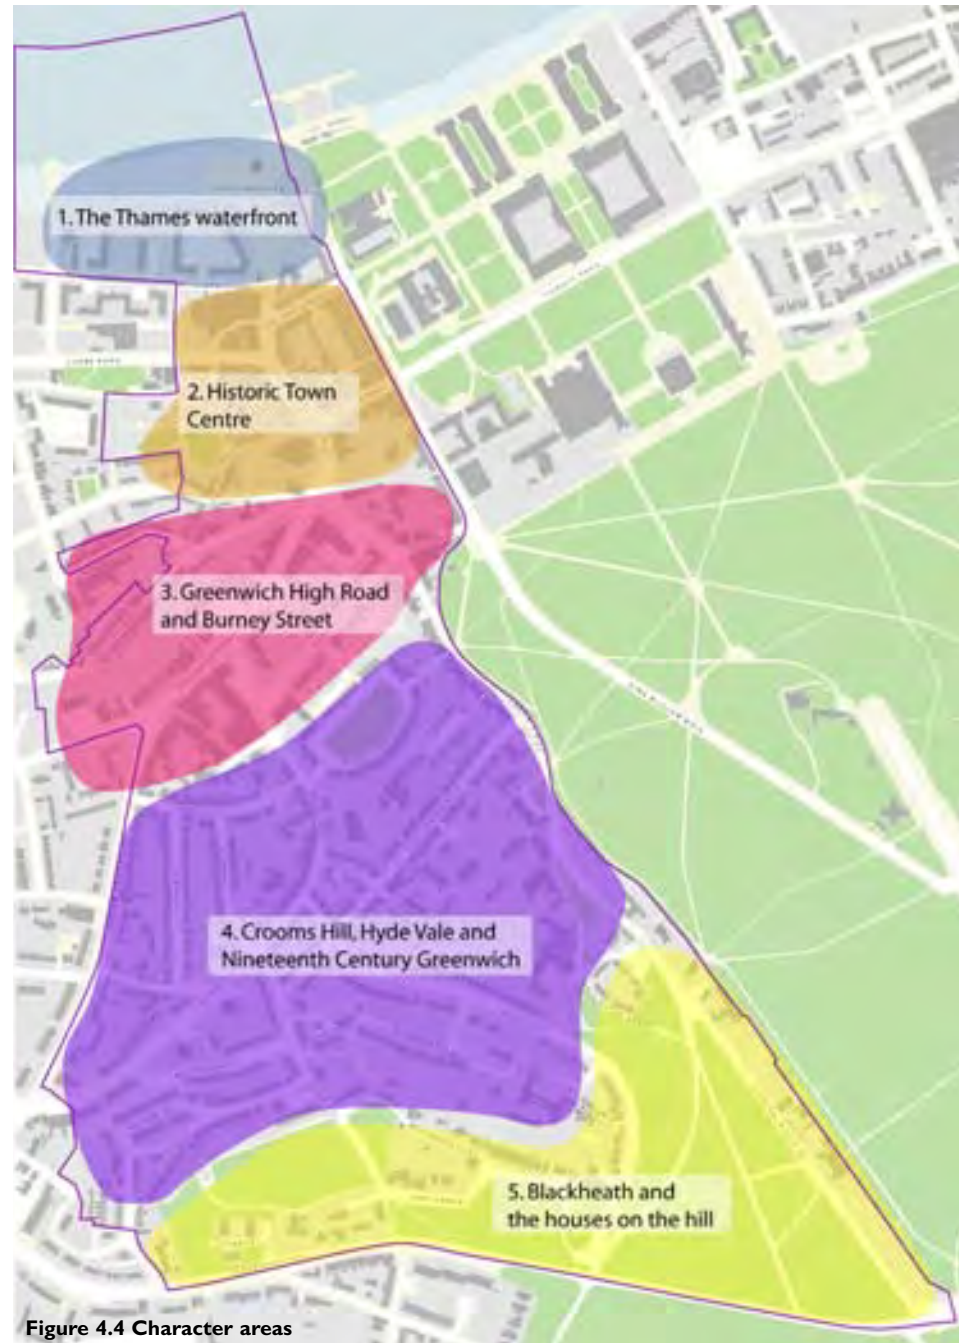 1. The Thames waterfront
2. Historic Town
Centre
3. Greenwich High Road
and Burney Street
4. Crooms Hill, Hyde Vale and
Nineteenth Century Greenwich
5. Blackheath and
the houses on the hill
Figure 4.4 Character areas